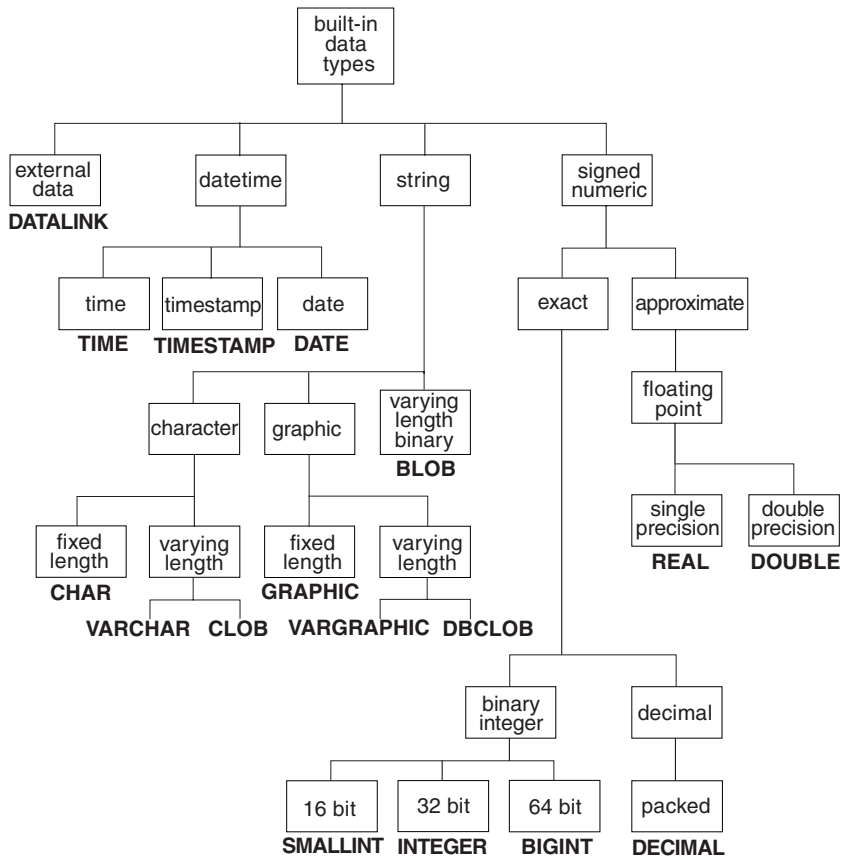 built-in
data
types
external
data
DATALINK
datetime
string
signed
numeric
time
TIME
timestamp
TIMESTAMP
date
DATE
exact
approximate
character
graphic
varying
length
binary
BLOB
floating
point
fixed
length
CHAR
varying
length
fixed
length
GRAPHIC
varying
length
single
precision
REAL
double
precision
DOUBLE
VARCHAR CLOB VARGRAPHIC DBCLOB
binary
integer
decimal
16 bit
SMALLINT
32 bit
INTEGER
64 bit
BIGINT
packed
DECIMAL